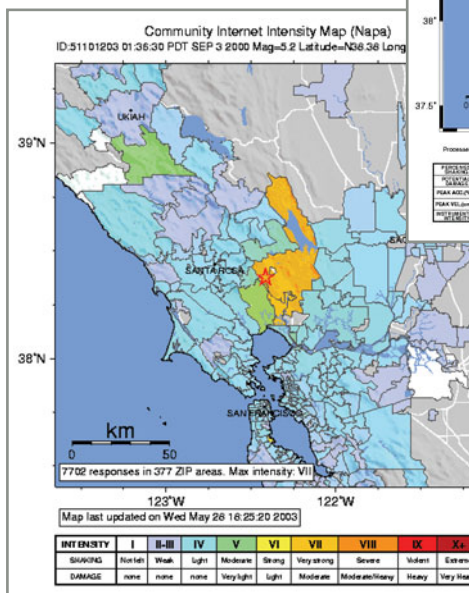 Community Internet Intensity Map (Napa)
ID:51101203 01:36:30 PDT SEP 3 2000 Mag=5.2 Latitude=N38.38 Long
38°
37.5°
Processe
UKIAH
39°N
SANTA ROSA
SAC
38°N
SAN FRANCISCO
km
0 50
7702 responses in 377 ZIP areas. Max intensity: VII
123°W 122°W
Map last updated on Wed May 28 16:25:20 2003
INTENSITY I II-III IV V VI VII VIII IX X+
SHAKING Not felt Weak Light Moderate Strong Very strong Severe Violent Extrem
DAMAGE none none none Very light Light Moderate Moderate/Heavy Heavy Very Hea